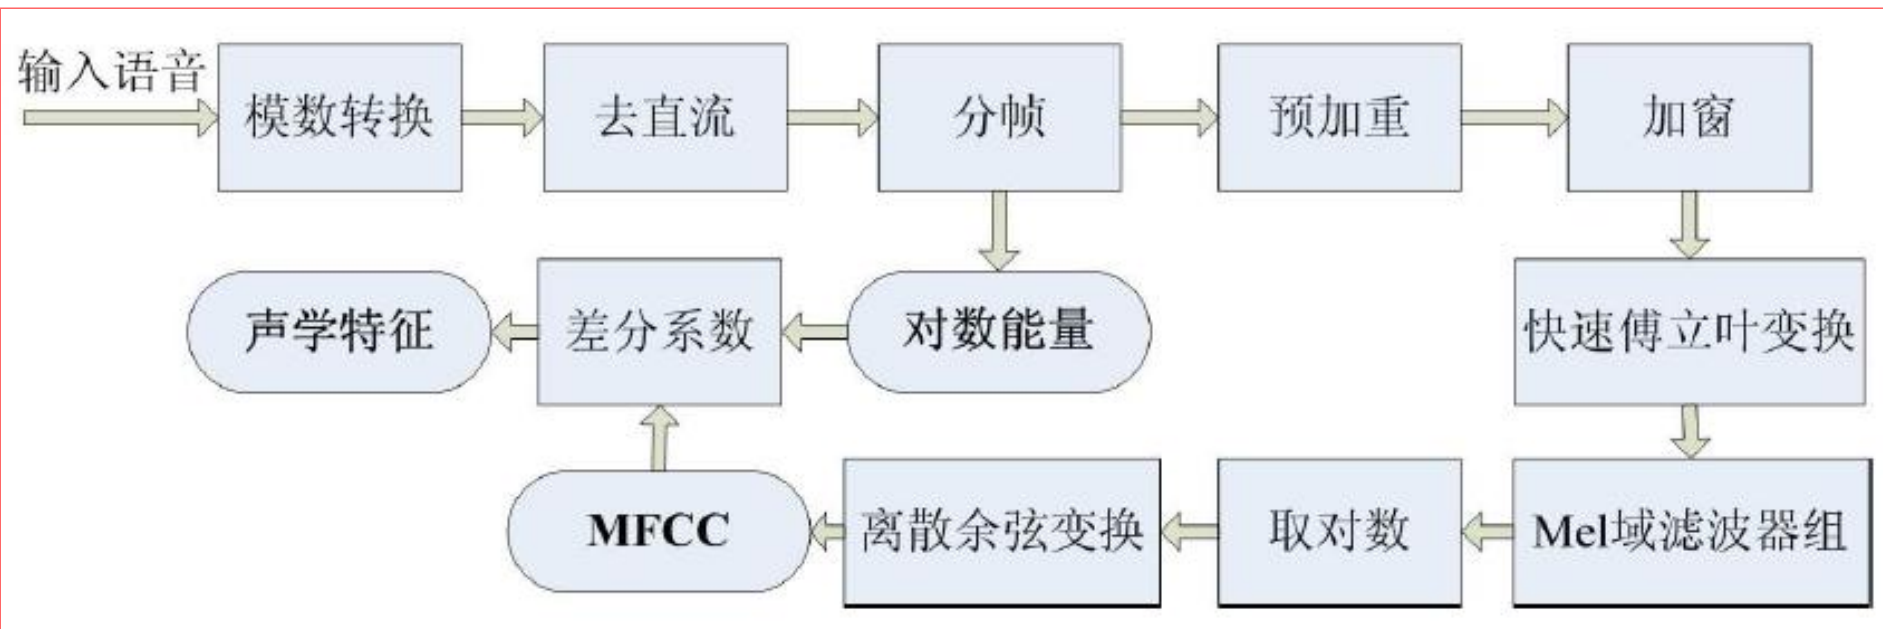 输入语音
模数转换
去直流
分帧
预加重
加窗
声学特征
差分系数
对数能量
快速傅立叶变换
MFCC
离散余弦变换
取对数
Mel域滤波器组